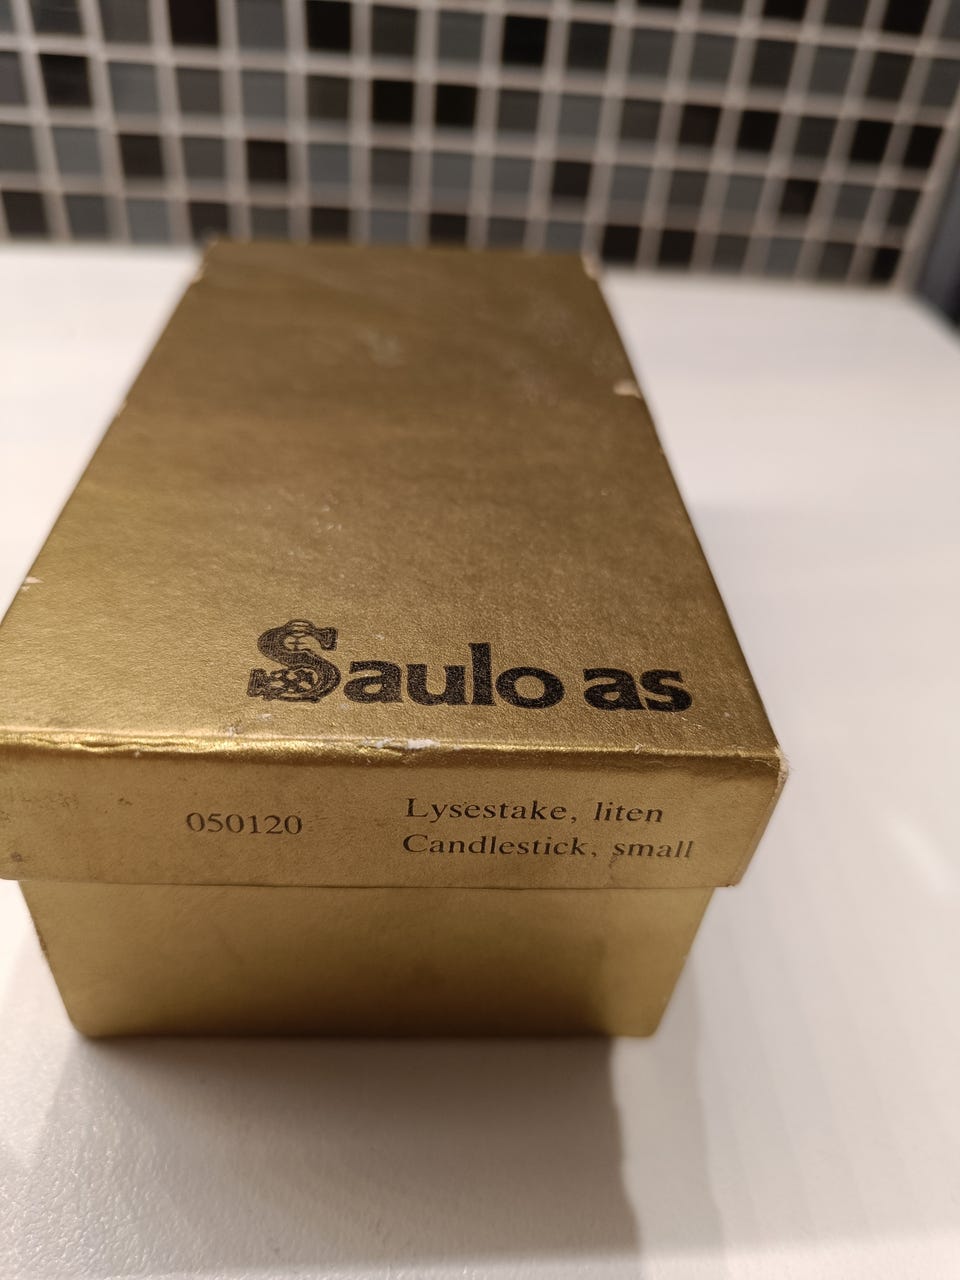 Saulo as
050120
Lysestake, liten
Candlestick, small